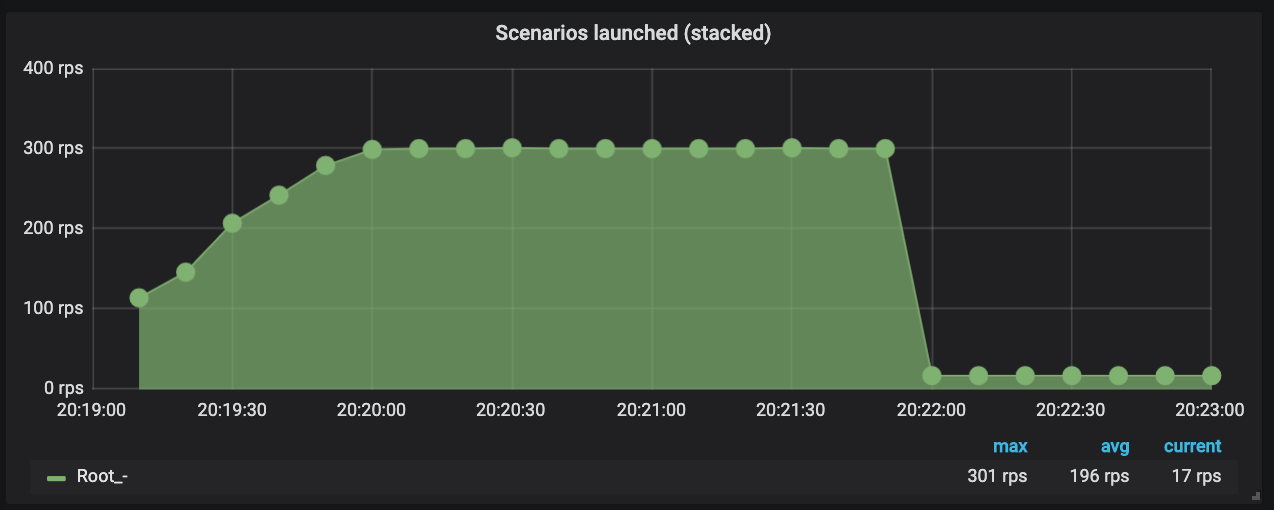 Scenarios launched (stacked)
400 rps
300 rps
200 rps
100 rps
0 rps
20:19:00 20:19:30 20:20:00 20:20:30 20:21:00 20:21:30 20:22:00 20:22:30 20:23:00
max avg current
Root_- 301 rps 196 rps 17 rps